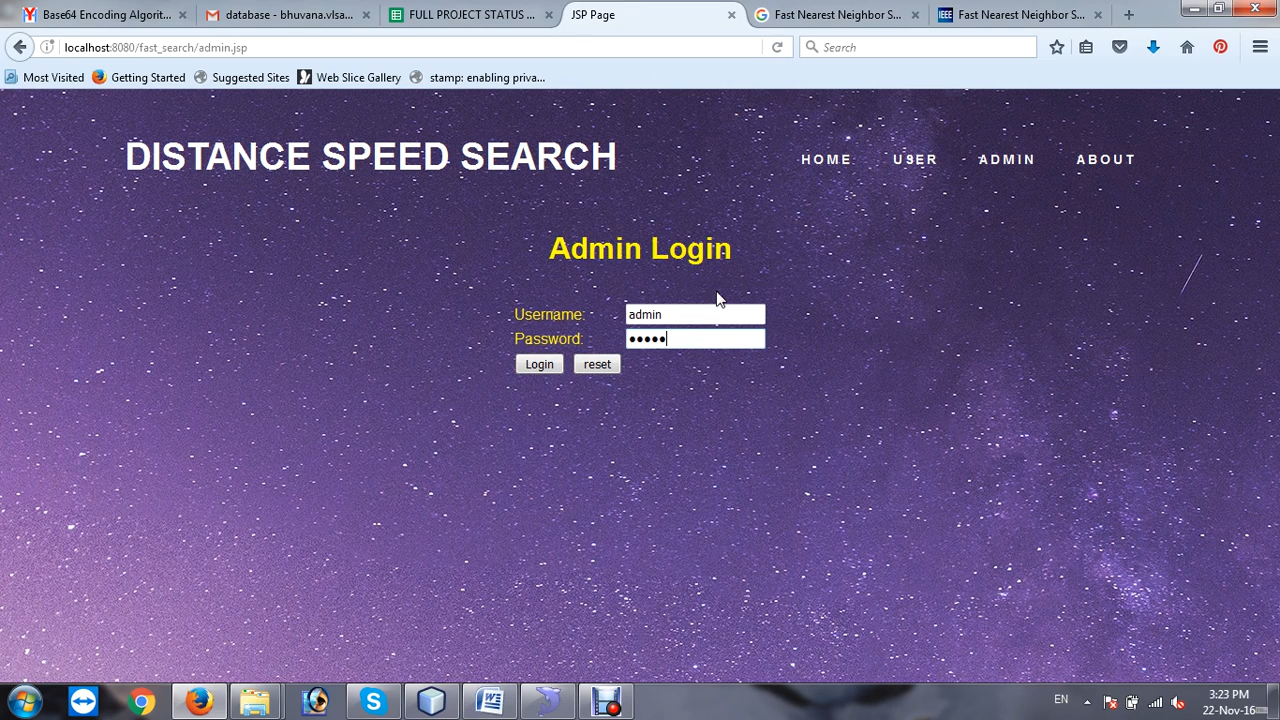 Base64 Encoding Algorit...
database - bhuvana.vlsa...
FULL PROJECT STATUS ...
JSP Page
Fast Nearest Neighbor S...
Fast Nearest Neighbor S...
localhost:8080/fast_search/admin.jsp
Search
Most Visited
Getting Started
Suggested Sites
Web Slice Gallery
stamp: enabling priva...
DISTANCE SPEED SEARCH
HOME USER ADMIN ABOUT
Admin Login
Username: admin
Password: ●●●●●
Login reset
EN
3:23 PM
22-Nov-16